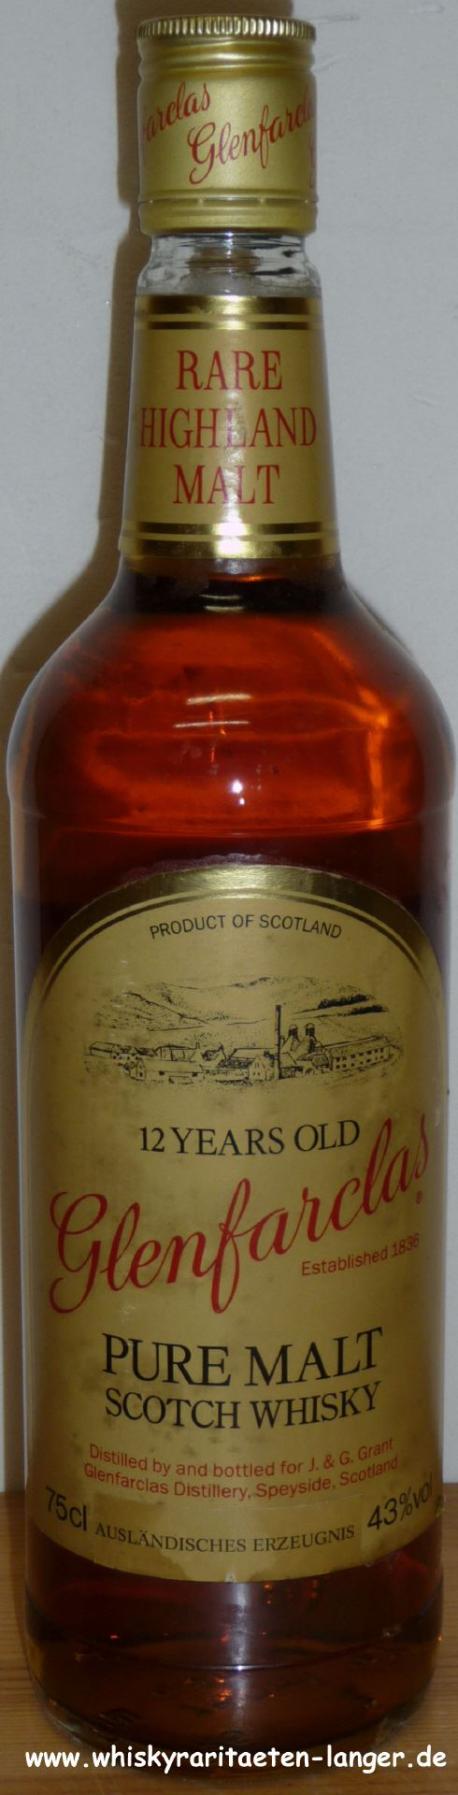 arclas
Glenfarclas
RARE
HIGHLAND
MALT
PRODUCT OF SCOTLAND
12 YEARS OLD
Glenfarclas®
Established 1836
PURE MALT
SCOTCH WHISKY
Distilled by and bottled for J. & G. Grant
Glenfarclas Distillery, Speyside, Scotland
75cl AUSLÄNDISCHES ERZEUGNIS 43%vol
www.whiskyraritaeten-langer.de